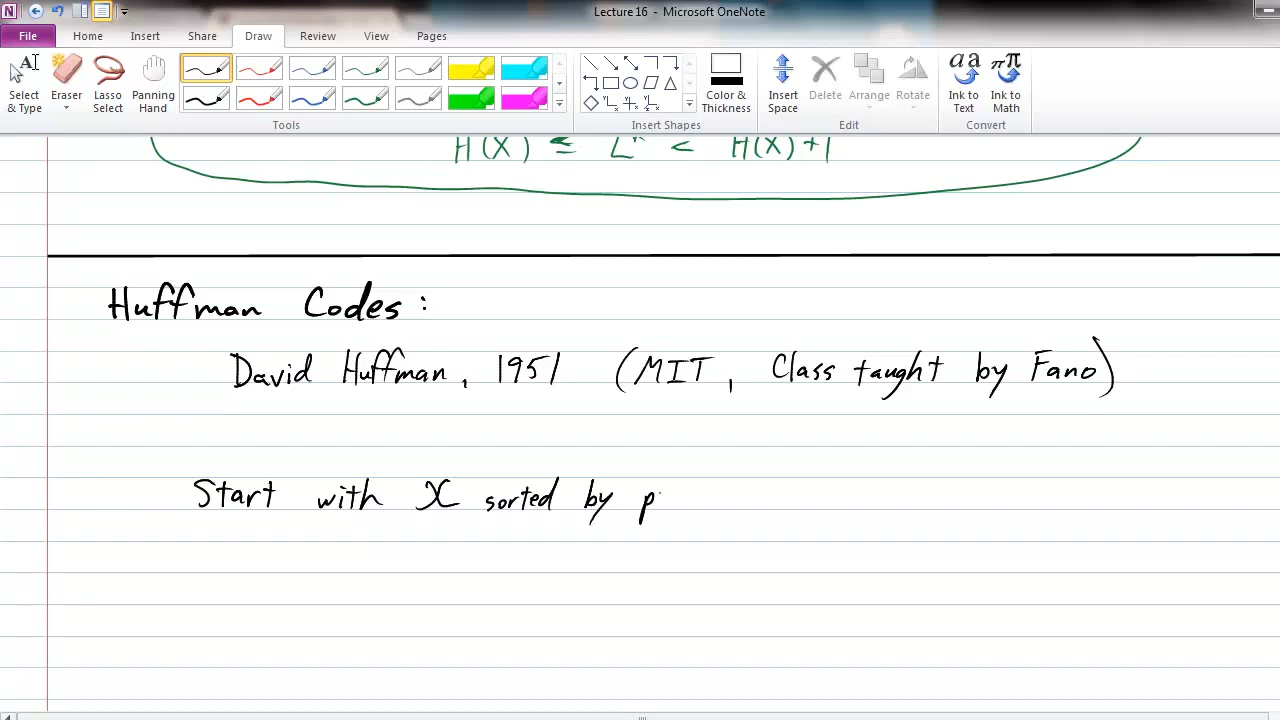 Lecture 16 - Microsoft OneNote
File Home Insert Share Draw Review View Pages
Select & Type Eraser Lasso Select Panning Hand Color & Thickness Insert Space Delete Arrange Rotate Ink to Text Ink to Math
Tools Insert Shapes Edit Convert
H(X) ≤ L* < H(X)+1
Huffman Codes:
David Huffman, 1951 (MIT, Class taught by Fano)
Start with X sorted by p